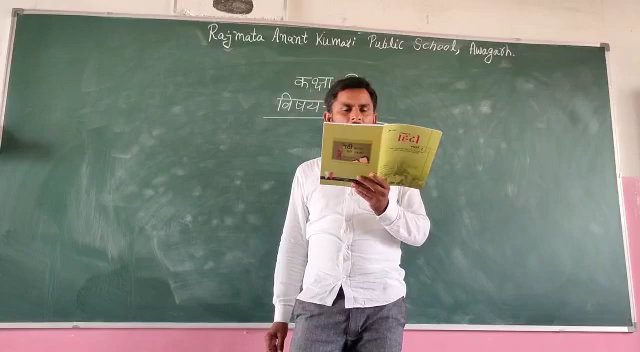 Rajmata Anant Kumari Public School, Awagarh.
कक्षा
विषय-
हिंदी